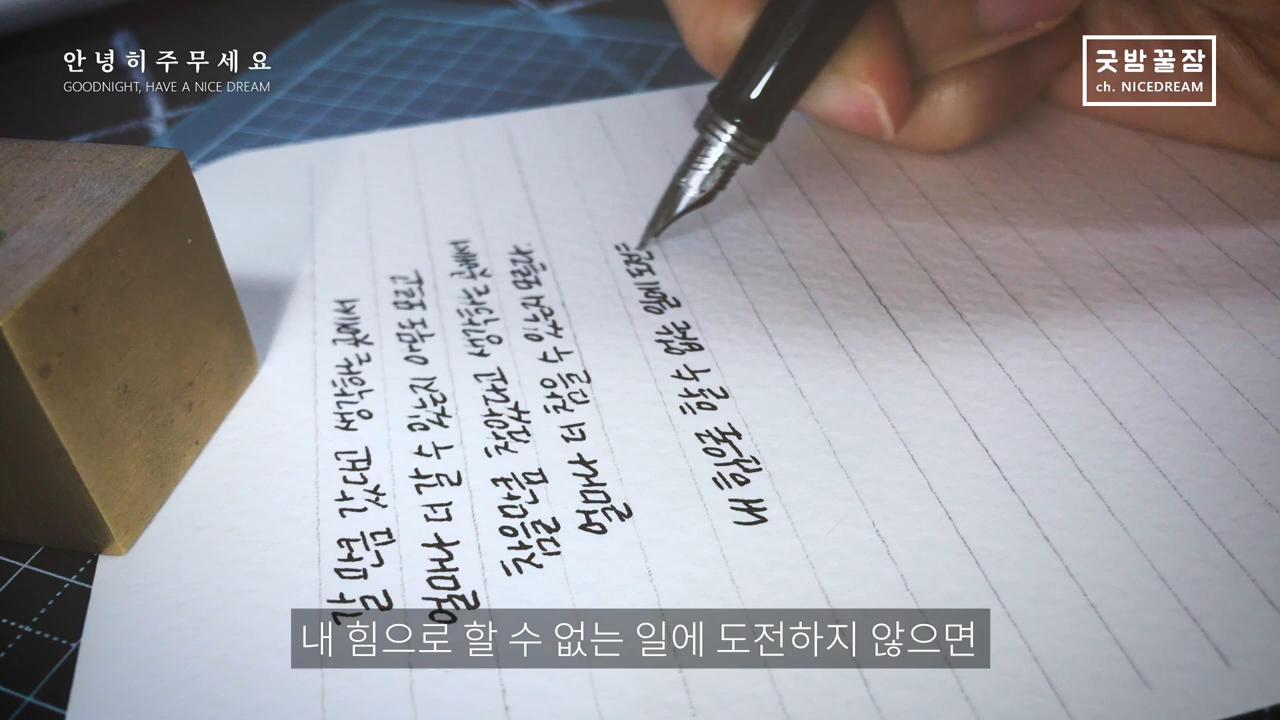 안녕히주무세요
GOODNIGHT, HAVE A NICE DREAM
굿밤꿀잠
ch. NICEDREAM
갈 만큼 갔다고 생각하는 곳에서
얼마나 더 갈 수 있는지 아무도 모르고
참을 만큼 참았다고 생각하는 곳에서
얼마나 더 참을 수 있는지 모른다.
내 힘으로 할 수 없는 일에 도전
내 힘으로 할 수 없는 일에 도전하지 않으면